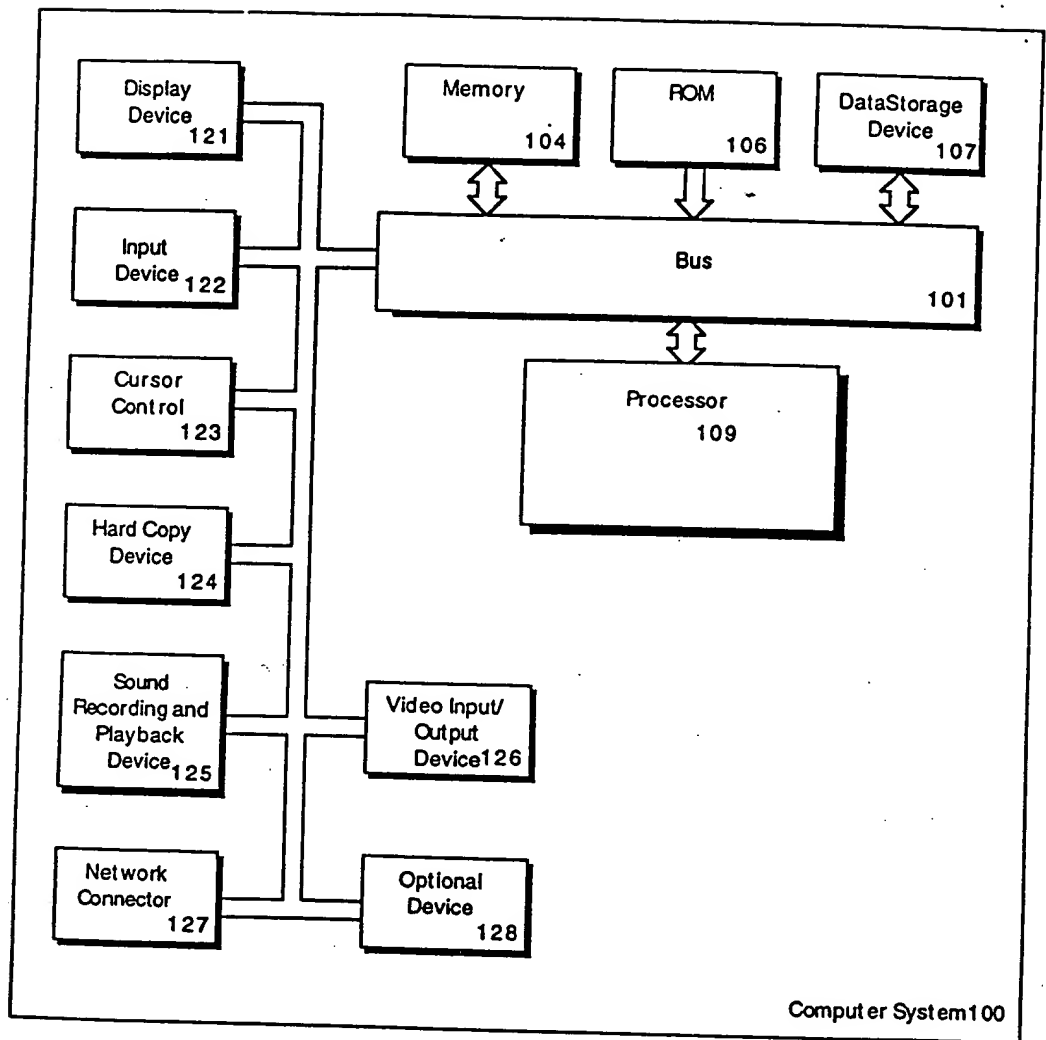 Display
Device
121
Memory
104
ROM
106
DataStorage
Device
107
Input
Device
122
Bus
101
Cursor
Control
123
Processor
109
Hard Copy
Device
124
Sound
Recording and
Playback
Device
125
Video Input/
Output
Device126
Network
Connector
127
Optional
Device
128
Computer System100